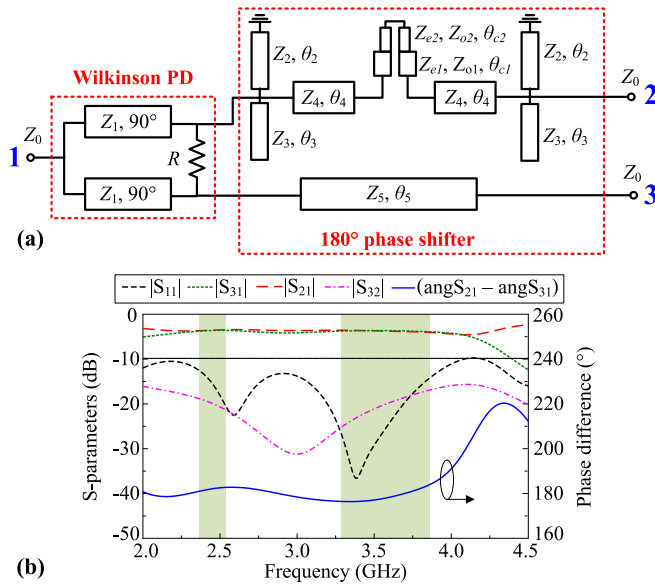 Z2, θ2
Ze2, Zo2, θc2
Z2, θ2
Ze1, Zo1, θc1
Wilkinson PD
Z4, θ4
Z4, θ4
2
Z0
Z1, 90°
Z3, θ3
Z3, θ3
Z0
1
R
Z1, 90°
Z5, θ5
Z0
3
(a)
180° phase shifter
|S11| |S31| |S21| |S32| (angS21 – angS31)
S-parameters (dB)
0
-10
-20
-30
-40
-50
260
240
220
200
180
160
Phase difference (°)
2.0 2.5 3.0 3.5 4.0 4.5
Frequency (GHz)
(b)